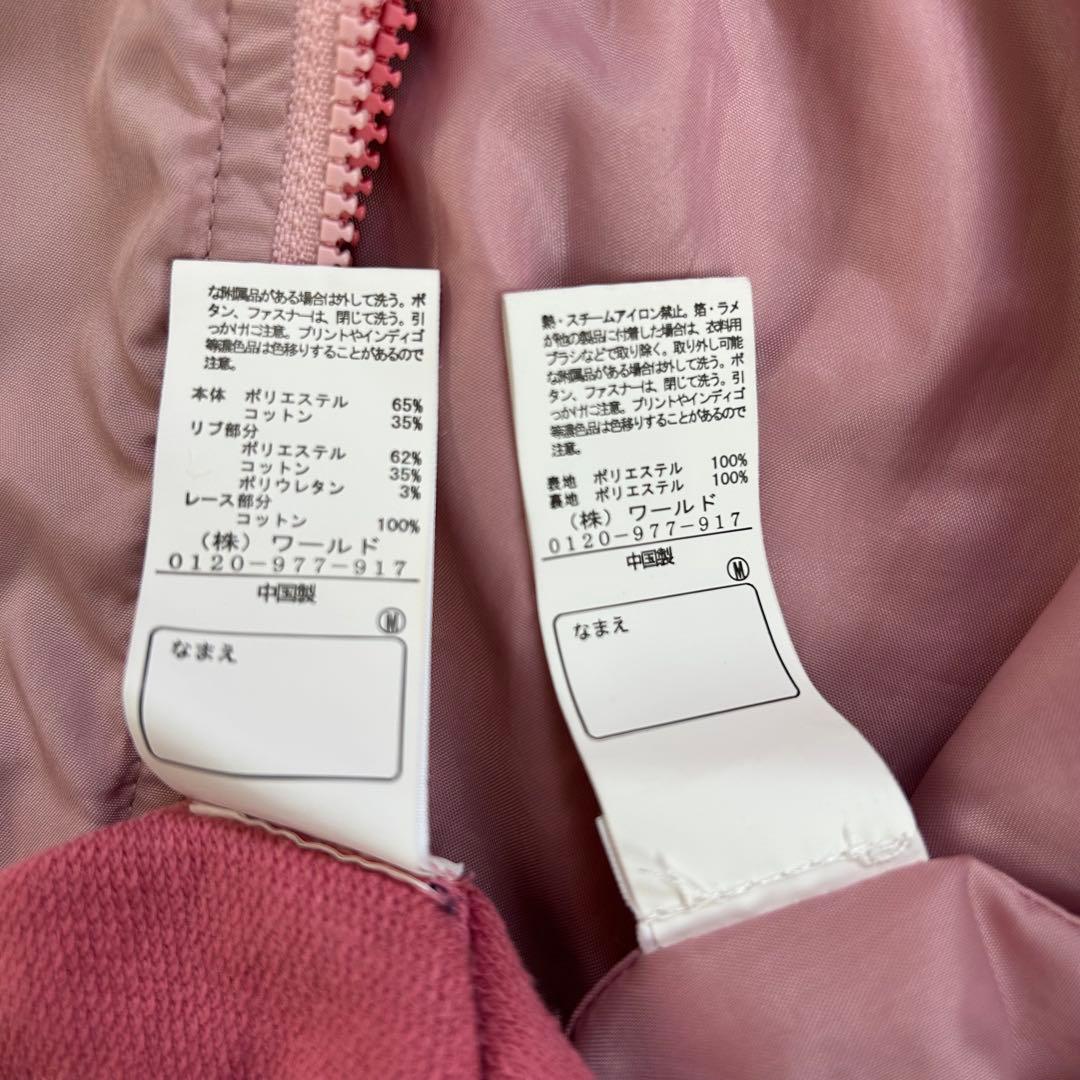 な附属品がある場合は外して洗う。ボ
タン、ファスナーは、閉じて洗う。引
っかけに注意。プリントやインディゴ
等濃色品は色移りすることがあるので
注意。
本体 ポリエステル 65%
コットン 35%
リブ部分
ポリエステル 62%
コットン 35%
ポリウレタン 3%
レース部分
コットン 100%
（株）ワールド
0120-977-917
中国製
M
なまえ
熱・スチームアイロン禁止。箔・ラメ
が他の製品に付着した場合は、衣料用
ブラシなどで取り除く。取り外し可能
な附属品がある場合は外して洗う。ボ
タン、ファスナーは、閉じて洗う。引
っかけに注意。プリントやインディゴ
等濃色品は色移りすることがあるので
注意。
表地 ポリエステル 100%
裏地 ポリエステル 100%
（株）ワールド
0120-977-917
中国製
M
なまえ